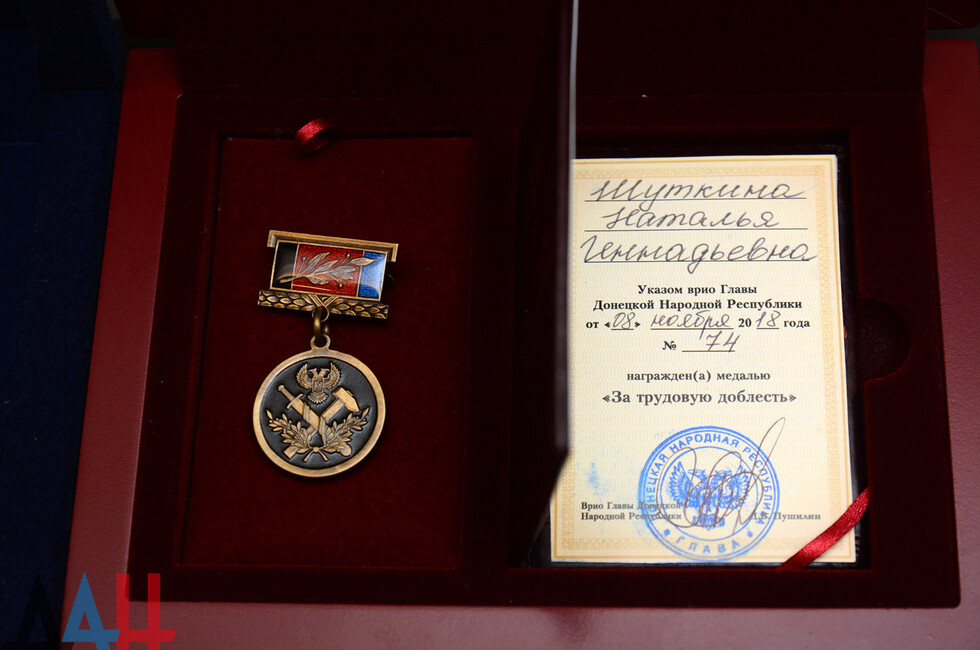 Шуткина
Наталья
Геннадьевна
Указом врио Главы
Донецкой Народной Республики
от «08» ноября 2018 года
№ 74
награжден(а) медалью
«За трудовую доблесть»
ДОНЕЦКАЯ НАРОДНАЯ РЕСПУБЛИКА
* ГЛАВА *
Врио Главы Донецкой
Народной Республики Д.В. Пушилин
ДАН